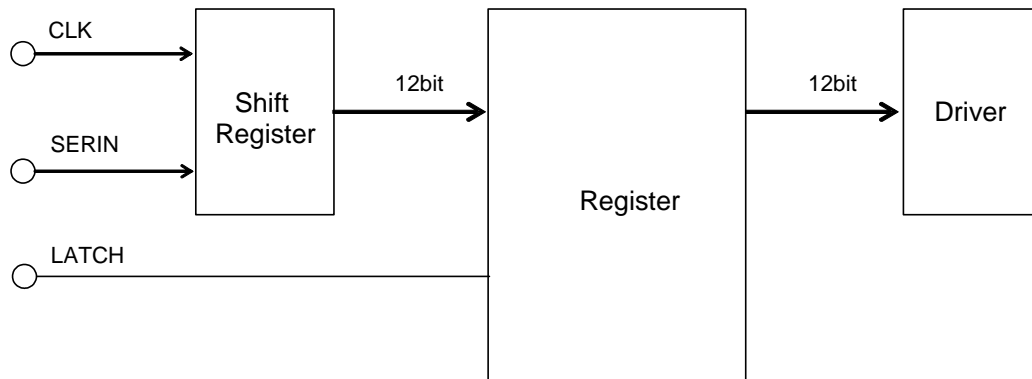 CLK
Shift
Register
12bit
12bit
Driver
SERIN
Register
LATCH